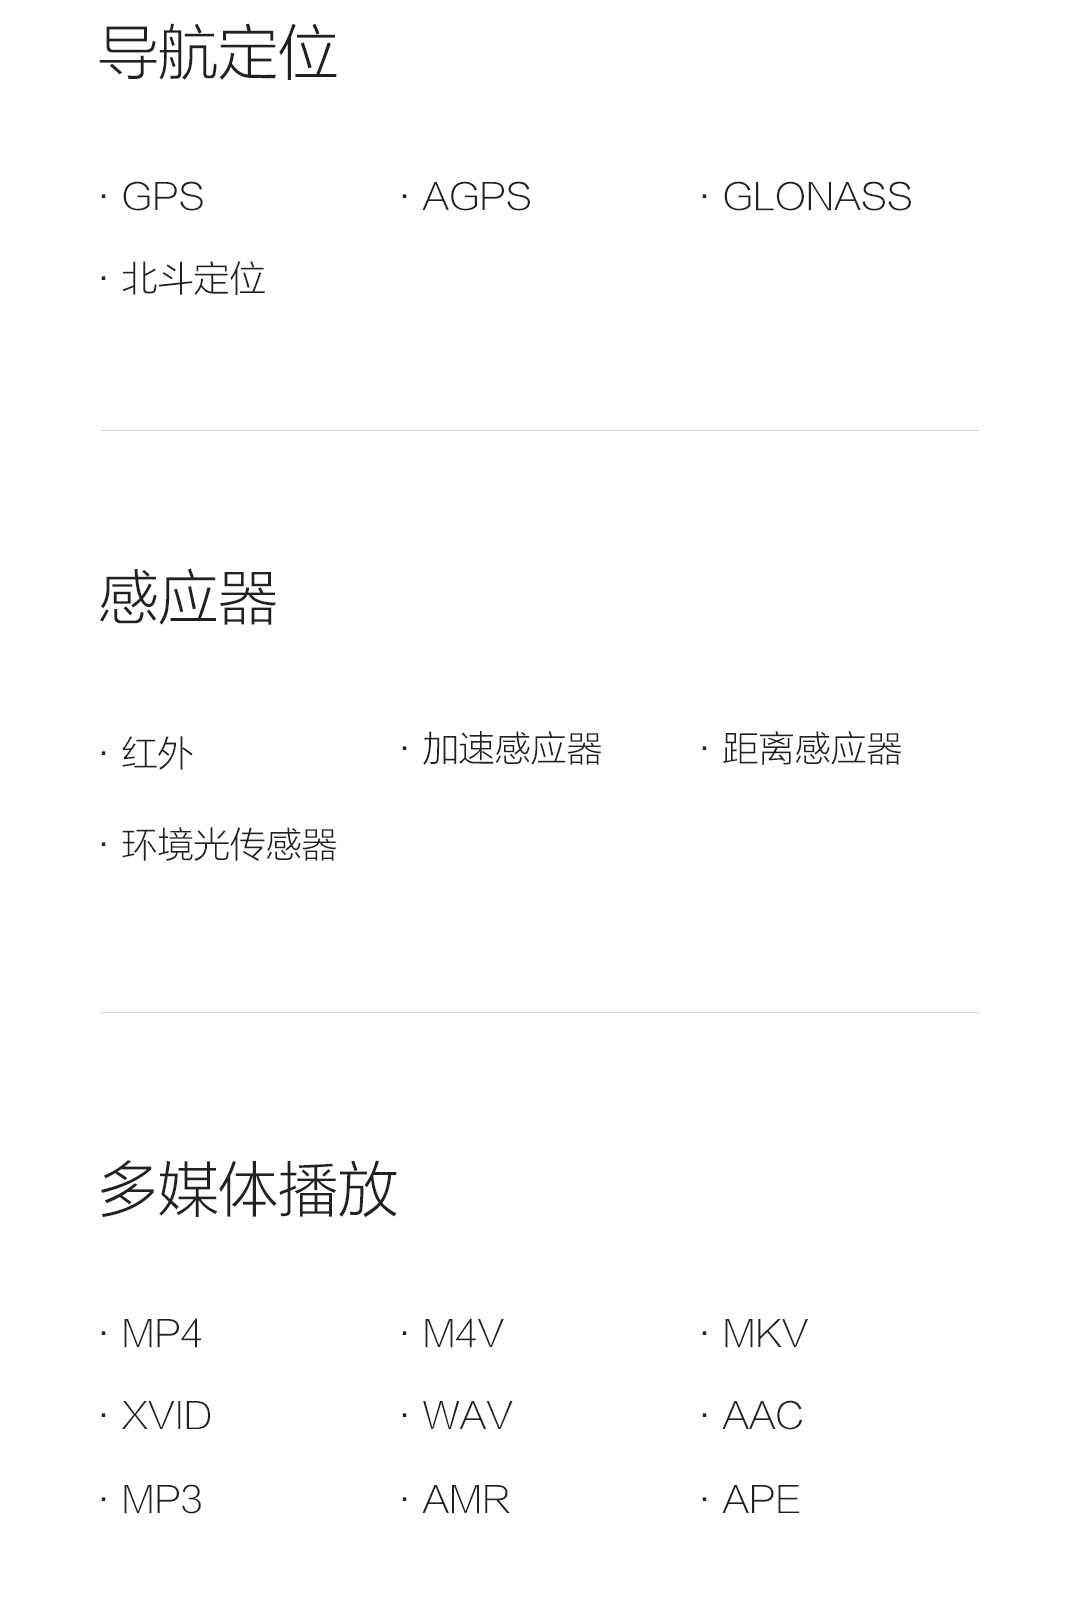 导航定位
· GPS · AGPS · GLONASS
· 北斗定位
感应器
· 红外 · 加速感应器 · 距离感应器
· 环境光传感器
多媒体播放
· MP4 · M4V · MKV
· XVID · WAV · AAC
· MP3 · AMR · APE